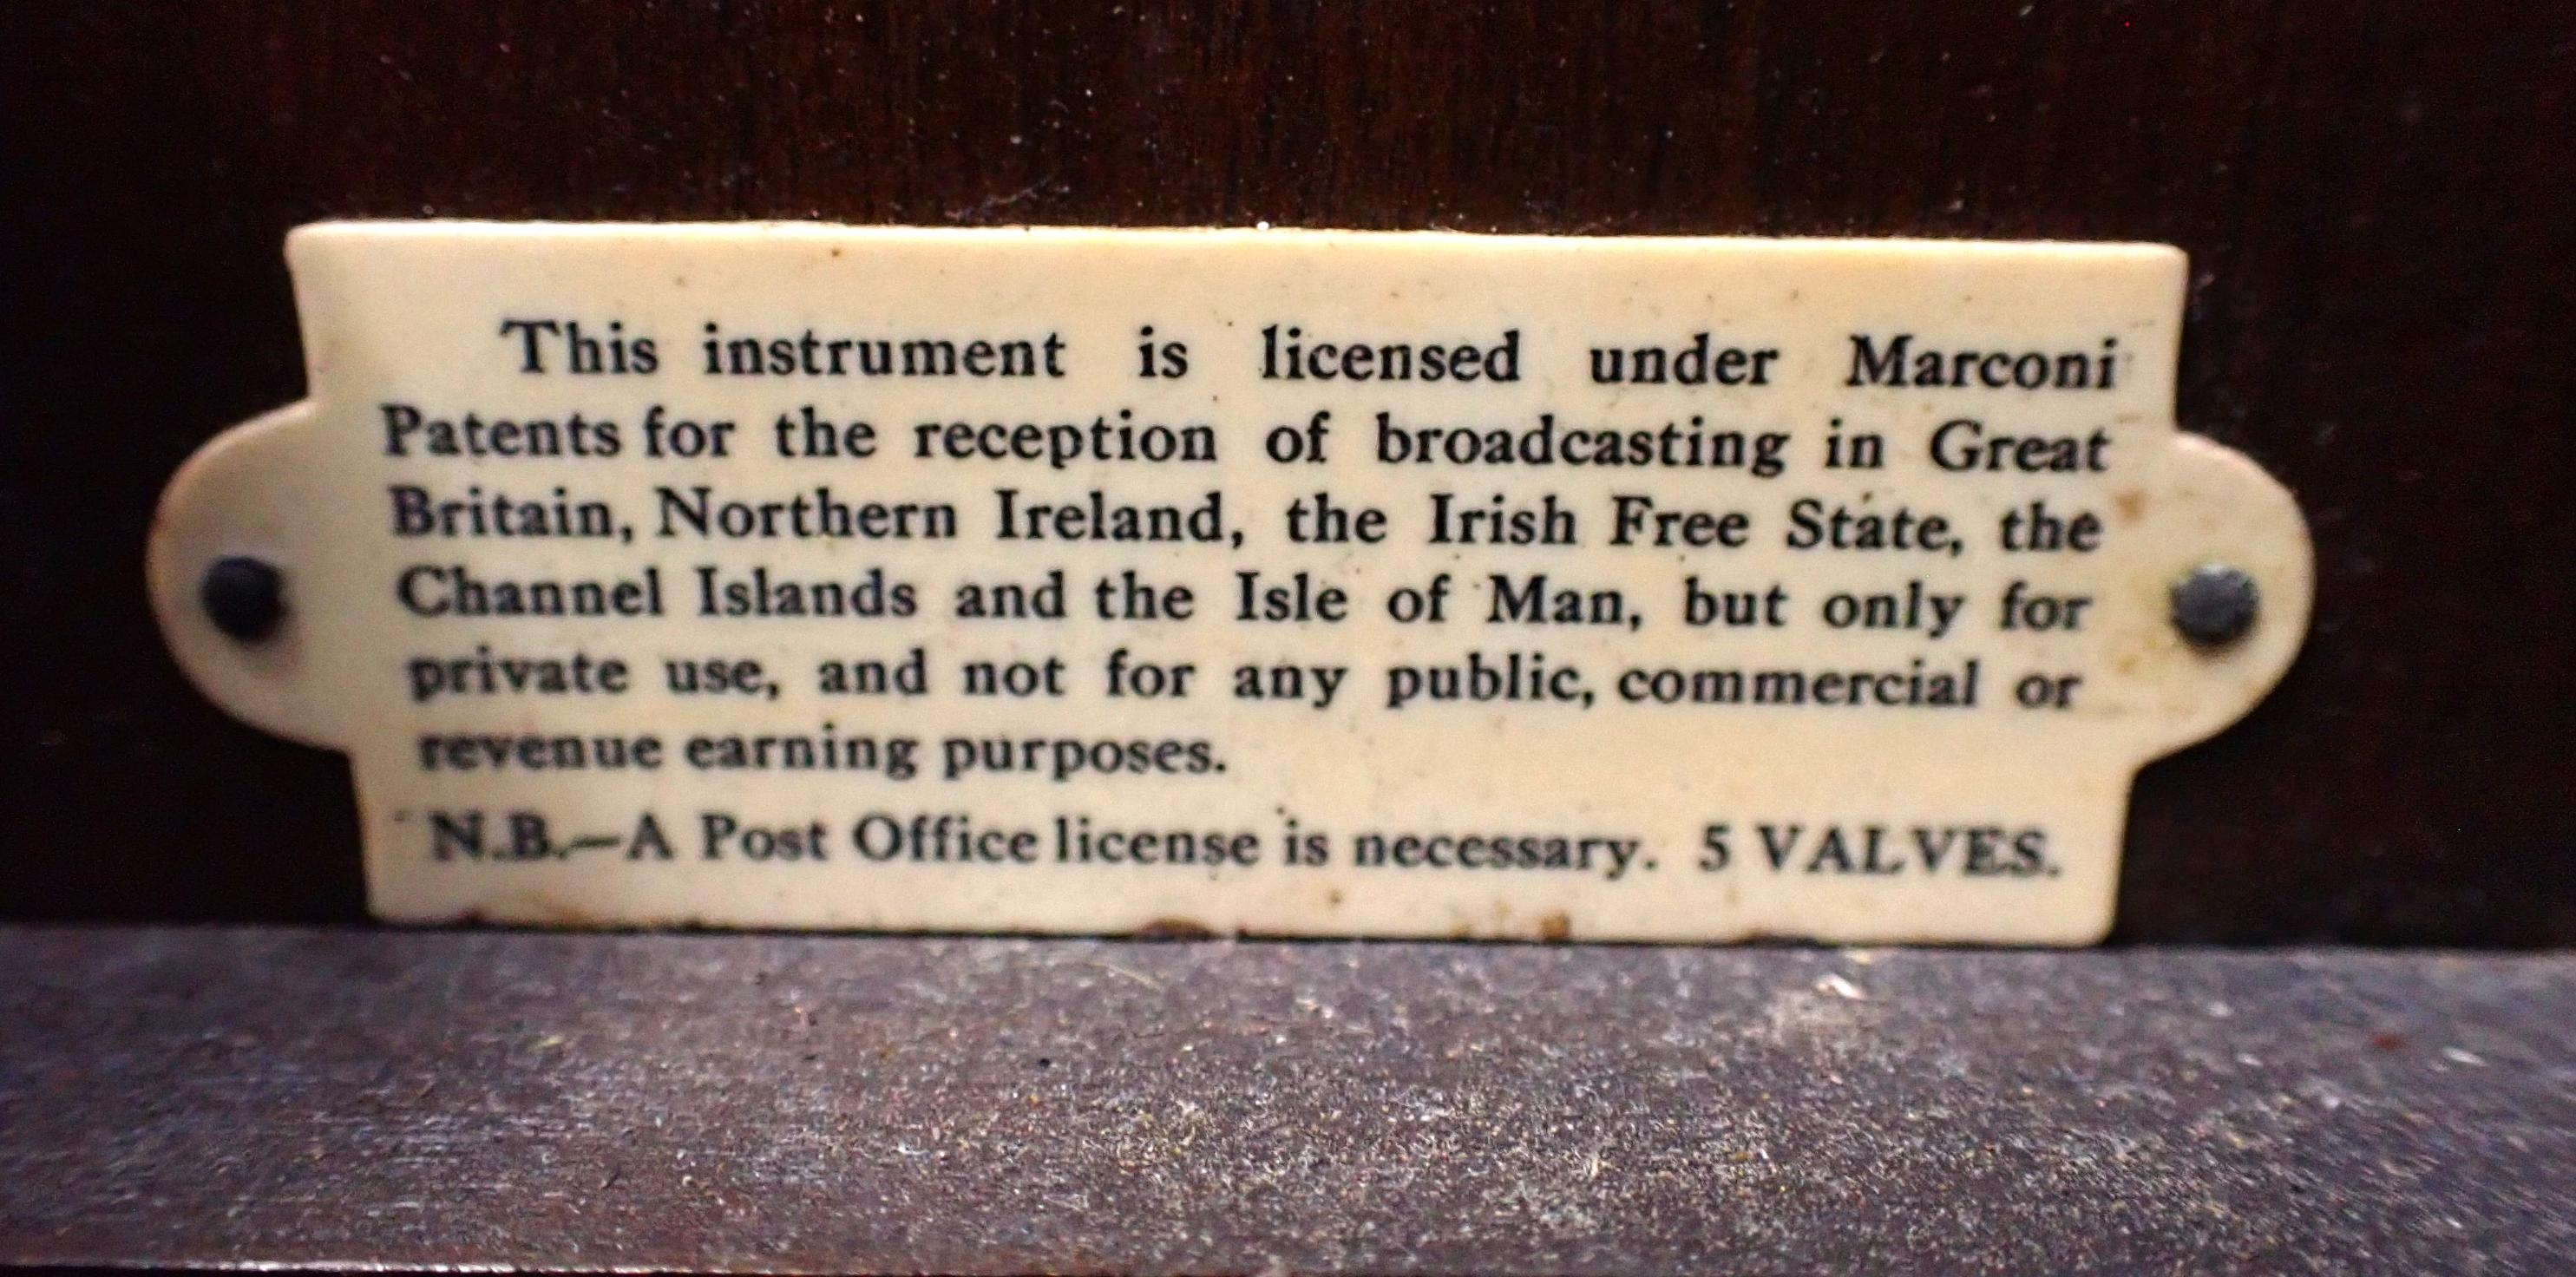 This instrument is licensed under Marconi
Patents for the reception of broadcasting in Great
Britain, Northern Ireland, the Irish Free State, the
Channel Islands and the Isle of Man, but only for
private use, and not for any public, commercial or
revenue earning purposes.
N.B.—A Post Office license is necessary. 5 VALVES.